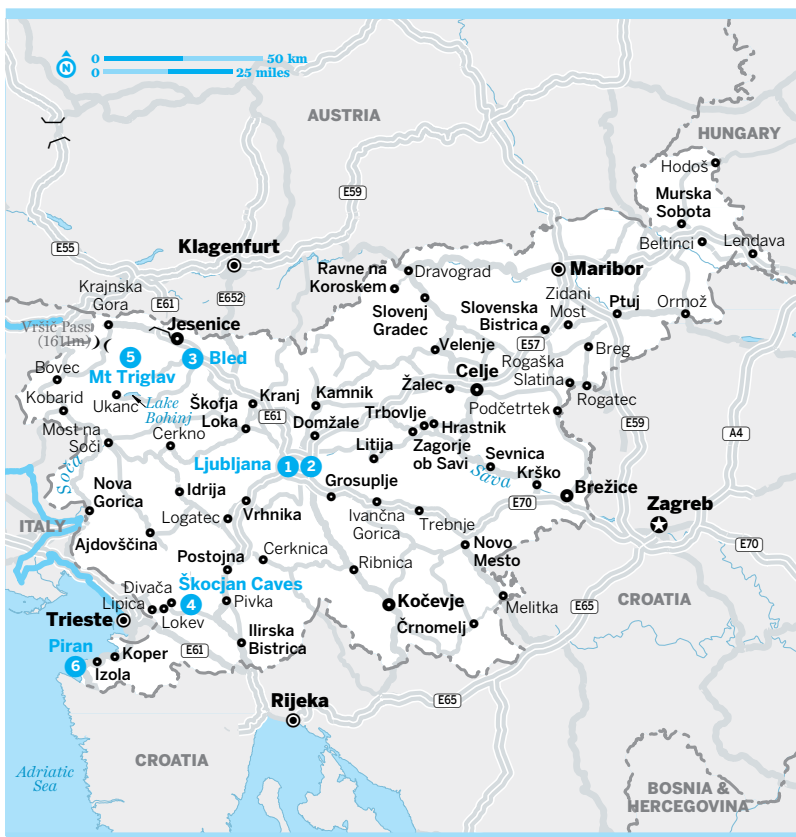 0
50 km
N
0
25 miles
AUSTRIA
HUNGARY
Hodoš
E59
Murska
Sobota
E55
Beltinci
Lendava
Klagenfurt
Ravne na
Koroskem
Dravograd
Maribor
Krajnska
Gora
E61
E652
Zidani
Most
Slovenj
Gradec
Slovenska
Bistrica
Ptuj
Ormož
Vršič Pass
(1611m)
Jesenice
E57
5
3
Bled
Velenje
Breg
Mt Triglav
Bovec
Celje
Rogaška
Slatina
Žalec
Kobarid
Ukanc
Lake
Bohinj
Kranj
Kamnik
Rogatec
Škofja
Loka
E61
Trbovlje
Podčetrtek
Most na
Soči
Cerkno
Domžale
Hrastnik
E59
A4
Litija
Zagorje
ob Savi
Sevnica
Ljubljana
1
2
Soča
Sava
Krško
Nova
Gorica
Idrija
Grosuplje
Brežice
E70
Zagreb
ITALY
Logatec
Vrhnika
Ivančna
Gorica
Trebnje
Ajdovščina
E70
Postojna
Cerknica
Novo
Mesto
Ribnica
Divača
Škocjan Caves
CROATIA
Lipica
4
Pivka
Kočevje
Melitka
E65
Trieste
Lokev
Črnomelj
Piran
Koper
Ilirska
Bistrica
6
Izola
E61
Rijeka
E65
CROATIA
Adriatic
Sea
BOSNIA &
HERCEGOVINA